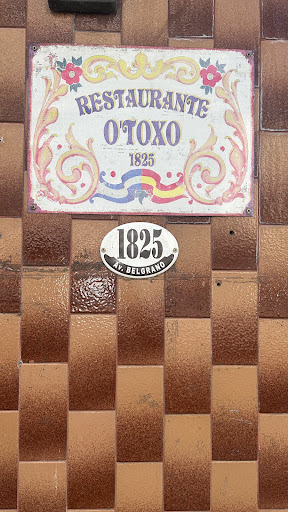 RESTAURANTE
O'TOXO
1825
1825
AV. BELGRANO